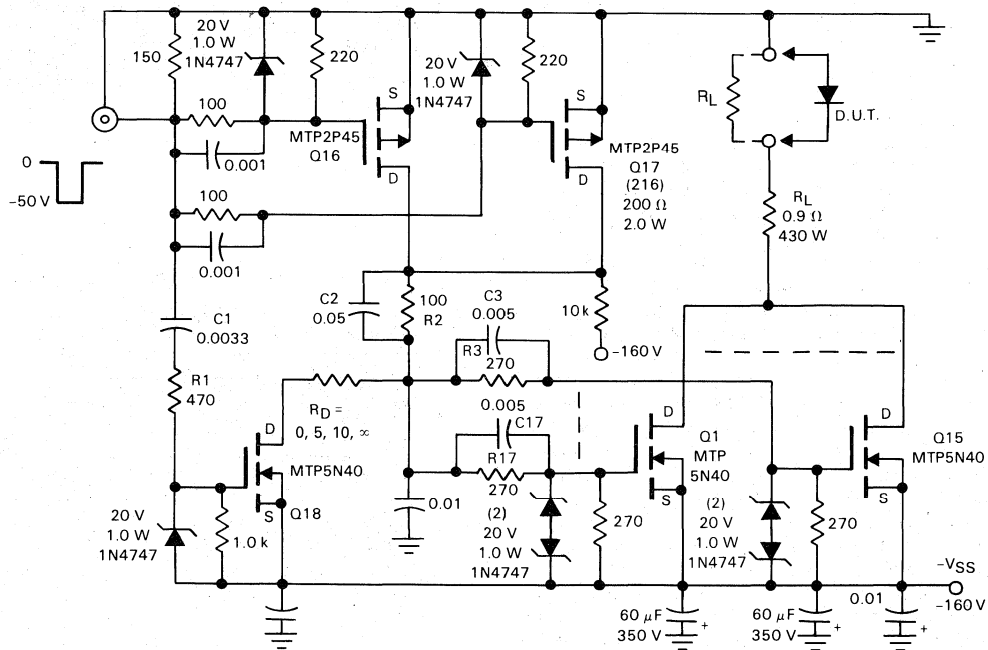 20 V
1.0 W
1N4747
150
220
20 V
1.0 W
1N4747
220
100
S
MTP2P45
Q16
D
0.001
0
-50 V
100
0.001
S
MTP2P45
Q17
(216)
200 Ω
2.0 W
D
RL
D.U.T.
RL
0.9 Ω
430 W
C1
0.0033
C2
0.05
100
R2
C3
0.005
R3
270
10k
-160 V
R1
470
RD =
0, 5, 10, ∞
D
MTP5N40
S
Q18
20 V
1.0 W
1N4747
1.0 k
0.005
C17
R17
270
0.01
(2)
20 V
1.0 W
1N4747
270
D
Q1
MTP
5N40
S
(2)
20 V
1.0 W
1N4747
270
D
Q15
MTP5N40
S
-VSS
-160 V
60 μF
350 V
+
60 μF
350 V
+
0.01
+